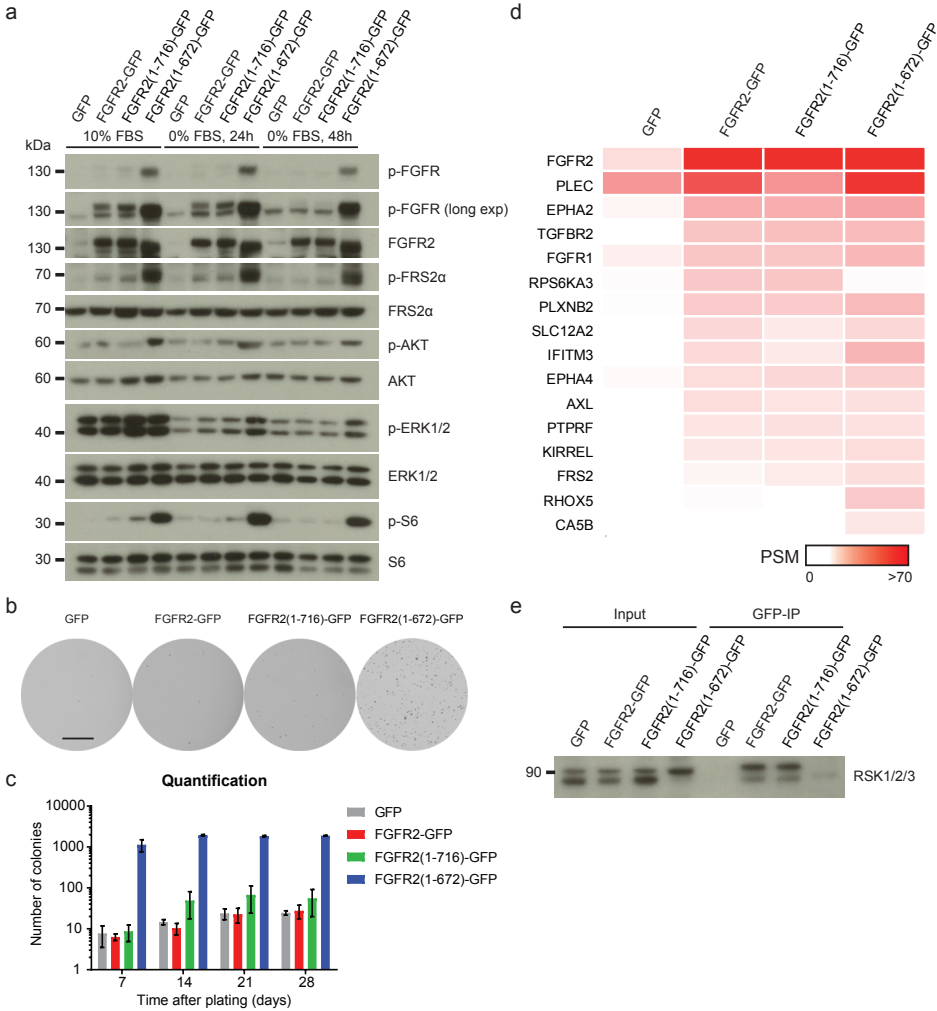 a
GFP
FGFR2-GFP
FGFR2(1-716)-GFP
FGFR2(1-672)-GFP
GFP
FGFR2-GFP
FGFR2(1-716)-GFP
FGFR2(1-672)-GFP
GFP
FGFR2-GFP
FGFR2(1-716)-GFP
FGFR2(1-672)-GFP
10% FBS
0% FBS, 24h
0% FBS, 48h
kDa
130
p-FGFR
130
p-FGFR (long exp)
130
FGFR2
70
p-FRS2α
70
FRS2α
60
p-AKT
60
AKT
40
p-ERK1/2
40
ERK1/2
30
p-S6
30
S6
b
GFP
FGFR2-GFP
FGFR2(1-716)-GFP
FGFR2(1-672)-GFP
c
Quantification
Number of colonies
10000
1000
100
10
1
7
14
21
28
Time after plating (days)
GFP
FGFR2-GFP
FGFR2(1-716)-GFP
FGFR2(1-672)-GFP
d
GFP
FGFR2-GFP
FGFR2(1-716)-GFP
FGFR2(1-672)-GFP
FGFR2
PLEC
EPHA2
TGFBR2
FGFR1
RPS6KA3
PLXNB2
SLC12A2
IFITM3
EPHA4
AXL
PTPRF
KIRREL
FRS2
RHOX5
CA5B
PSM
0
>70
e
Input
GFP-IP
GFP
FGFR2-GFP
FGFR2(1-716)-GFP
FGFR2(1-672)-GFP
GFP
FGFR2-GFP
FGFR2(1-716)-GFP
FGFR2(1-672)-GFP
90
RSK1/2/3